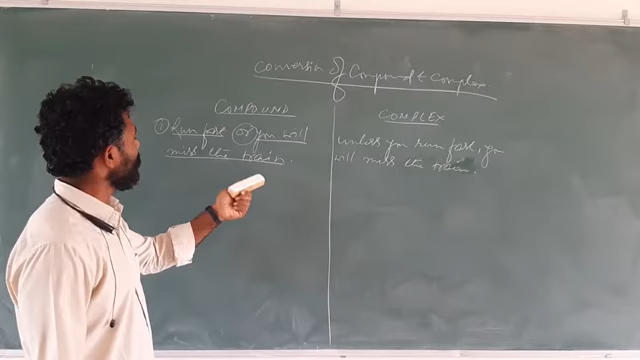 Conversion of Compound & Complex
COMPOUND
① Run fast or you will
miss the train.
COMPLEX
unless you run fast, you
will miss the train.